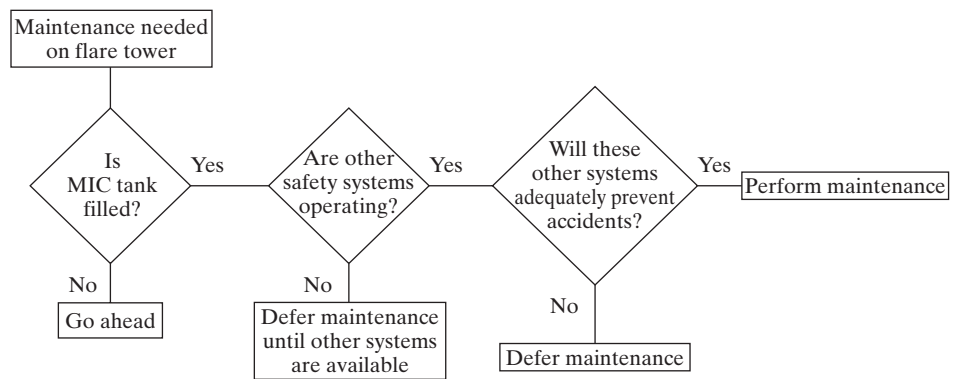 Maintenance needed
on flare tower
Is
MIC tank
filled?
Yes
No
Go ahead
Are other
safety systems
operating?
Yes
No
Defer maintenance
until other systems
are available
Will these
other systems
adequately prevent
accidents?
Yes
Perform maintenance
No
Defer maintenance